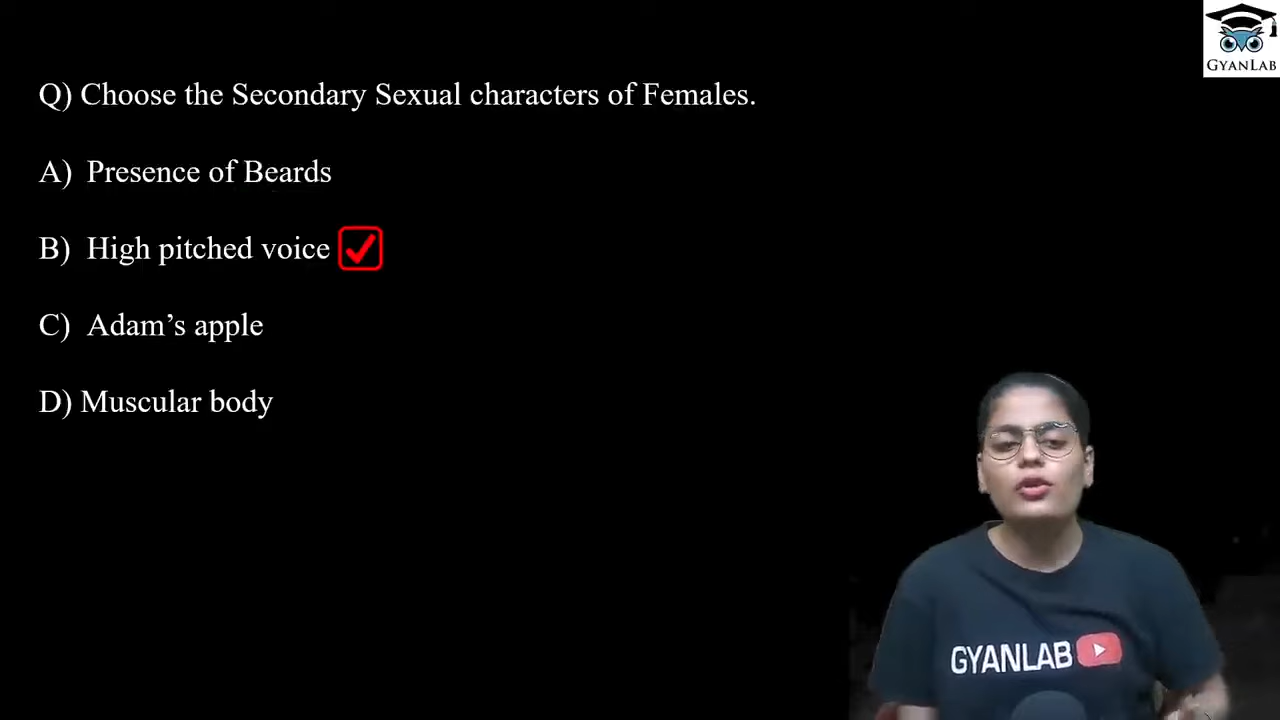 GYANLAB
Q) Choose the Secondary Sexual characters of Females.
A) Presence of Beards
B) High pitched voice
C) Adam’s apple
D) Muscular body
GYANLAB